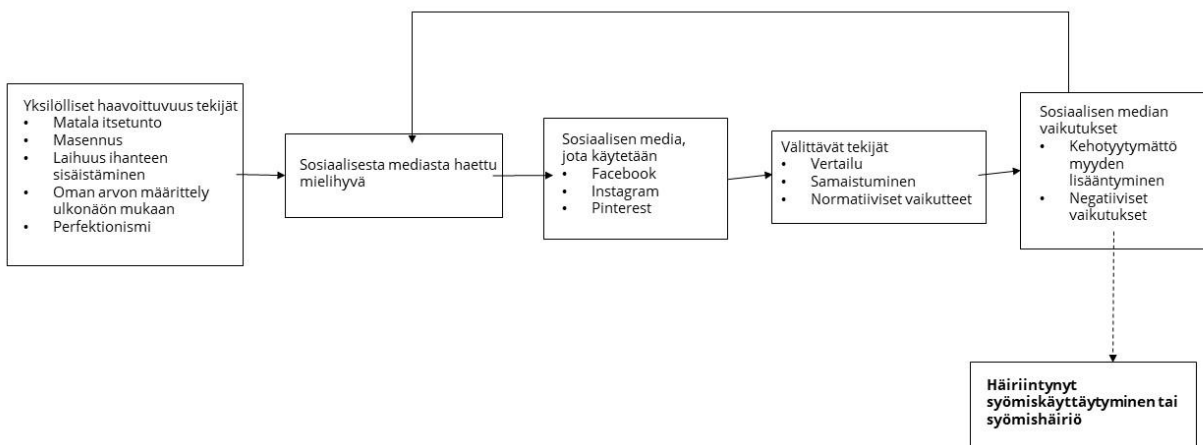 Yksilölliset haavoittuvuus tekijät
• Matala itsetunto
• Masennus
• Laihuus ihanteen
sisäistäminen
• Oman arvon määrittely
ulkonäön mukaan
• Perfektionismi
Sosiaalisesta mediasta haettu
mielihyvä
Sosiaalisen media,
jota käytetään
• Facebook
• Instagram
• Pinterest
Välittävät tekijät
• Vertailu
• Samaistuminen
• Normatiiviset vaikutteet
Sosiaalisen median
vaikutukset
• Kehotyytymättö
myyden
lisääntyminen
• Negatiiviset
vaikutukset
Häiriintynyt
syömiskäyttäytyminen tai
syömishäiriö